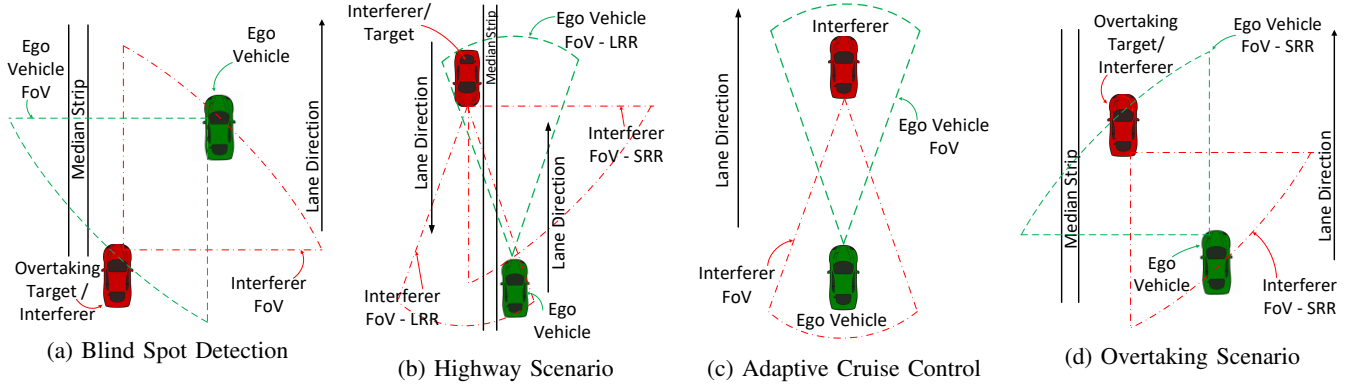 Ego
Vehicle
FoV
Median Strip
Ego
Vehicle
Lane Direction
Overtaking
Target /
Interferer
Interferer
FoV
(a) Blind Spot Detection
Interferer/
Target
Median Strip
Ego Vehicle
FoV - LRR
Lane Direction
Interferer
FoV - SRR
Lane Direction
Interferer
FoV - LRR
Ego
Vehicle
(b) Highway Scenario
Lane Direction
Interferer
Ego Vehicle
FoV
Interferer
FoV
Ego Vehicle
(c) Adaptive Cruise Control
Overtaking
Target/
Interferer
Ego Vehicle
FoV - SRR
Median Strip
Lane Direction
Ego
Vehicle
Interferer
FoV - SRR
(d) Overtaking Scenario